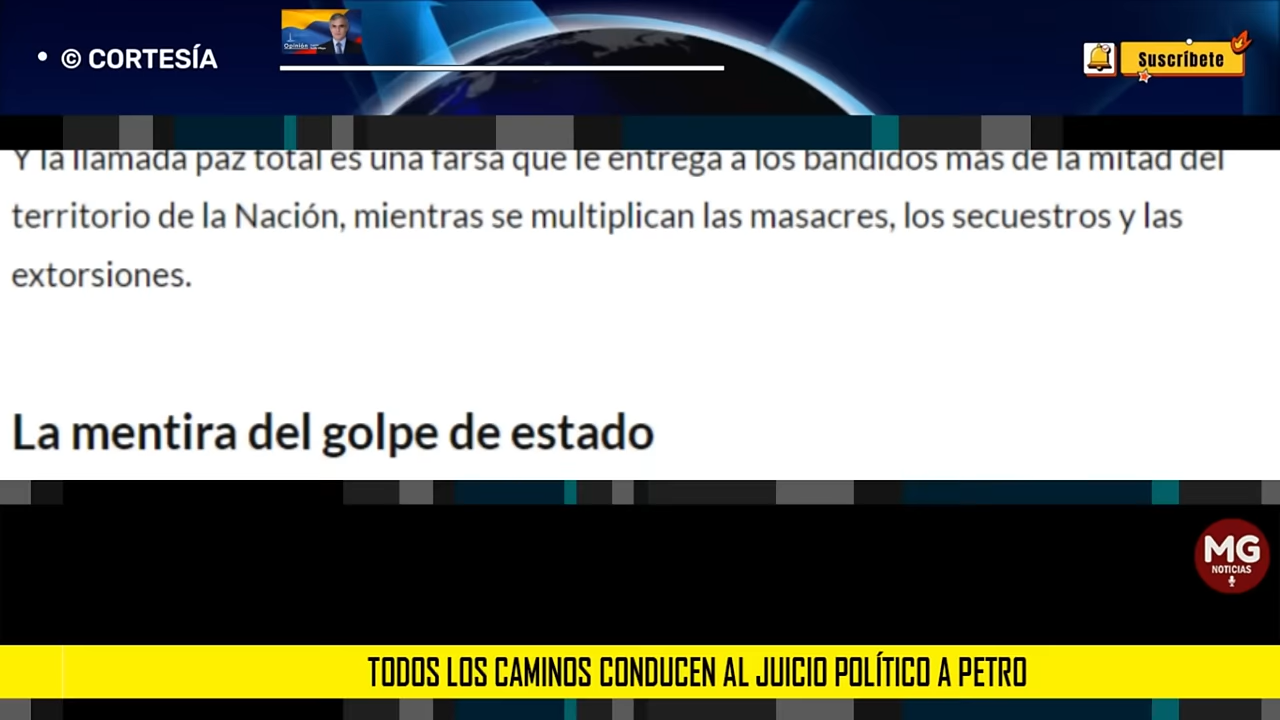 • © CORTESÍA
Opinión
Suscríbete
Y la llamada paz total es una farsa que le entrega a los bandidos más de la mitad del
territorio de la Nación, mientras se multiplican las masacres, los secuestros y las
extorsiones.
La mentira del golpe de estado
MG
NOTICIAS
TODOS LOS CAMINOS CONDUCEN AL JUICIO POLÍTICO A PETRO